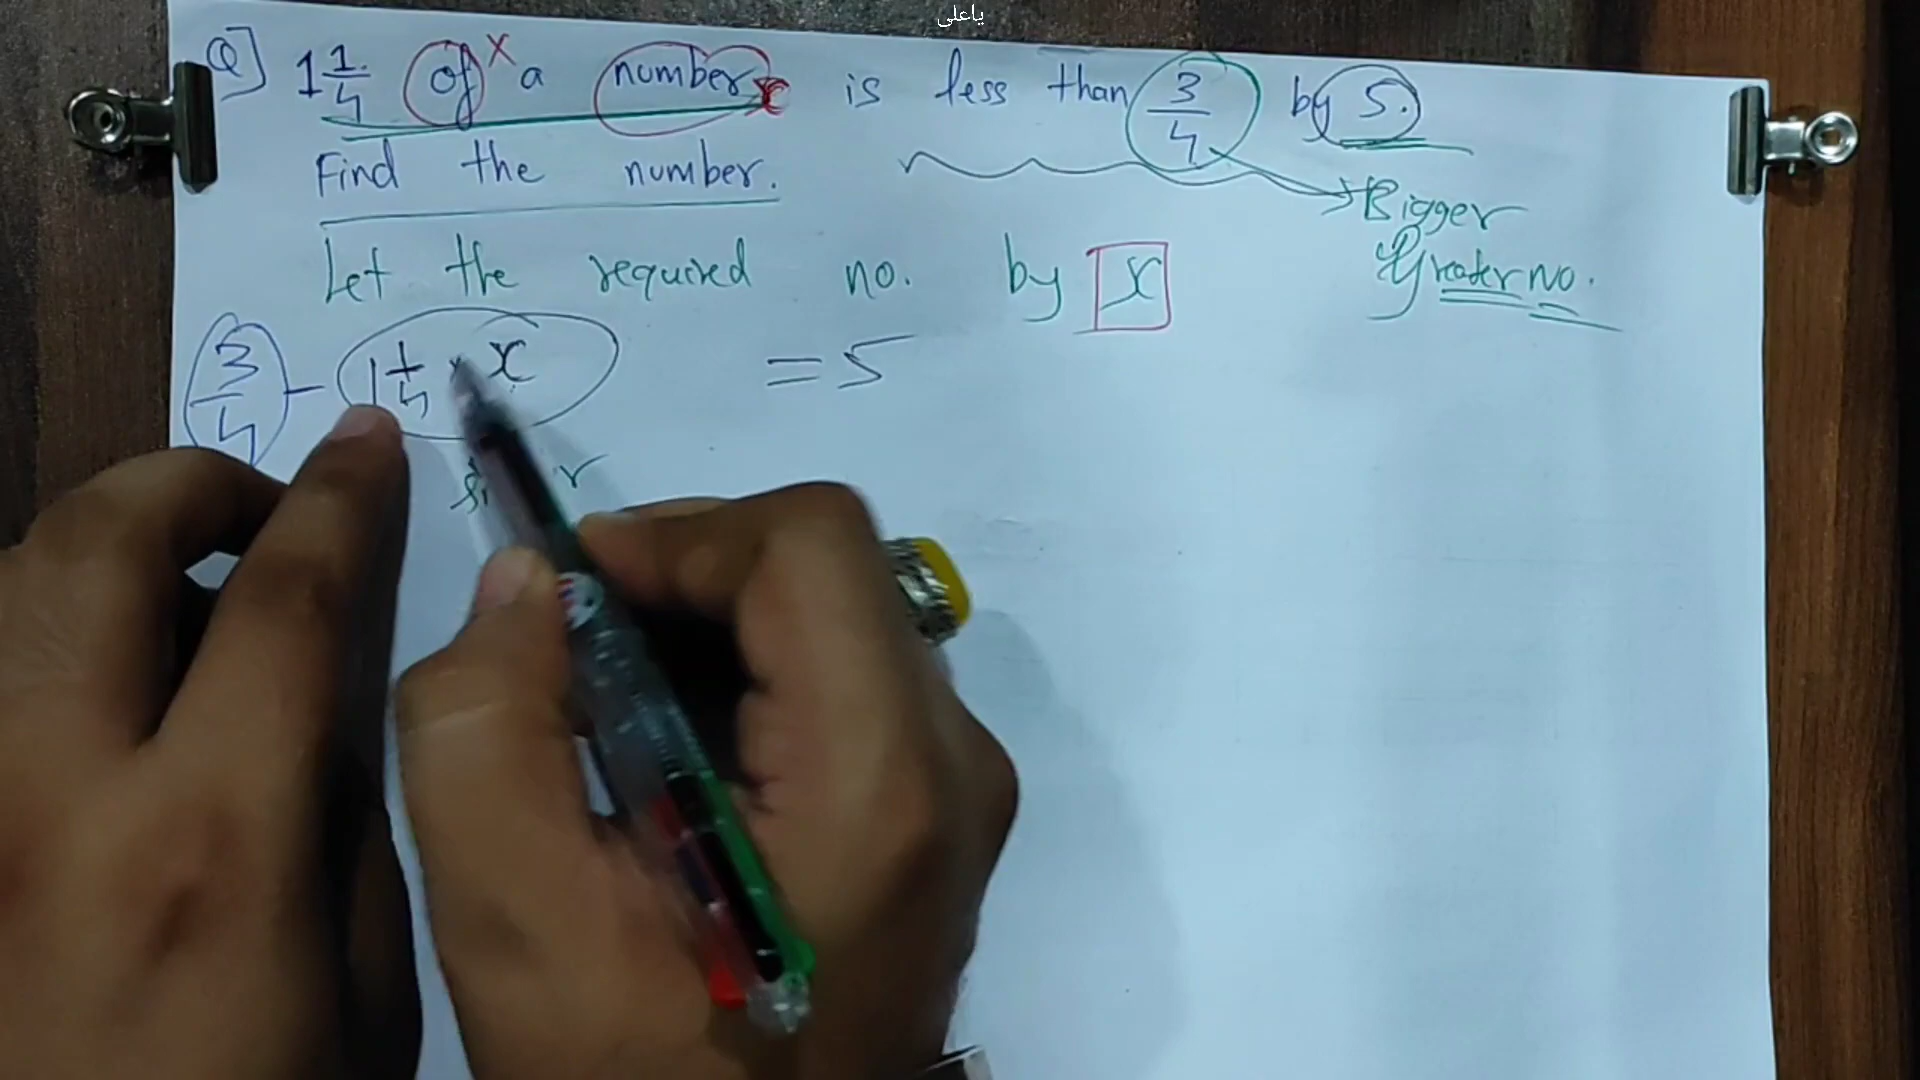 ياعلى
Q] 1 1/4 of x a number x is less than 3/4 by 5.
Find the number.
Bigger
Greater no.
Let the required no. by x
3/4 - 1 1/4 × x = 5